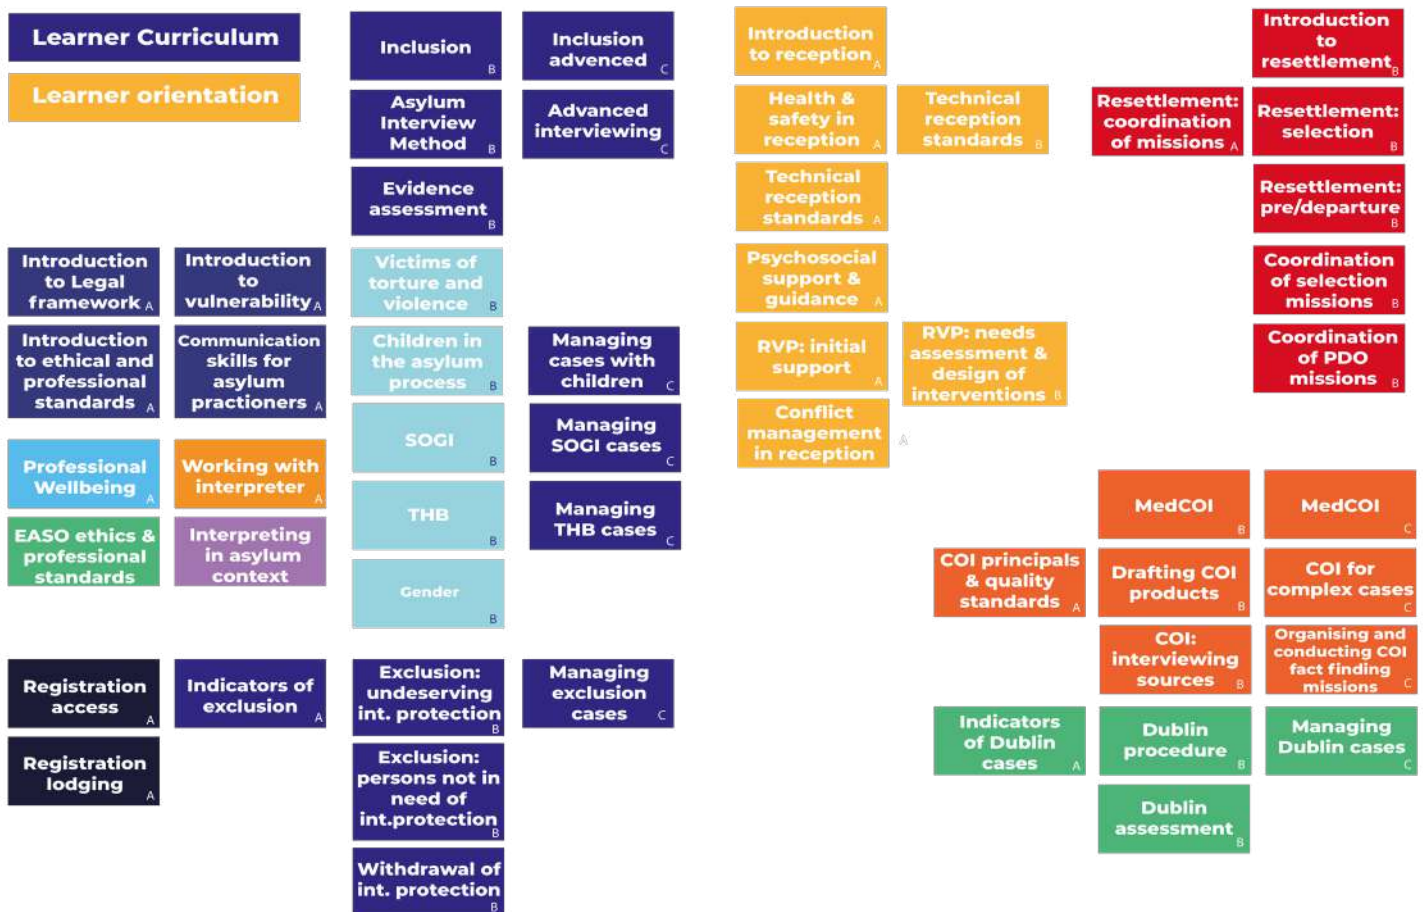 Learner Curriculum
Learner orientation
Inclusion
B
Inclusion
advenced
C
Asylum
Interview
Method
B
Advanced
interviewing
C
Evidence
assessment
B
Introduction
to Legal
framework
A
Introduction
to
vulnerability
A
Victims of
torture and
violence
B
Introduction
to ethical and
professional
standards
A
Communication
skills for
asylum
practioners
A
Children in
the asylum
process
B
Managing
cases with
children
C
SOGI
B
Managing
SOGI cases
C
Professional
Wellbeing
A
Working with
interpreter
A
THB
B
Managing
THB cases
C
EASO ethics &
professional
standards
Interpreting
in asylum
context
Gender
B
Registration
access
A
Indicators of
exclusion
A
Exclusion:
undeserving
int. protection
B
Managing
exclusion
cases
C
Registration
lodging
A
Exclusion:
persons not in
need of
int.protection
B
Withdrawal of
int. protection
B
Introduction
to reception
A
Health &
safety in
reception
A
Technical
reception
standards
B
Technical
reception
standards
A
Psychosocial
support &
guidance
A
RVP: initial
support
A
RVP: needs
assessment &
design of
interventions
B
Conflict
management
in reception
A
Introduction
to
resettlement
B
Resettlement:
coordination
of missions
A
Resettlement:
selection
B
Resettlement:
pre/departure
B
Coordination
of selection
missions
B
Coordination
of PDO
missions
B
MedCOI
B
MedCOI
C
COI principals
& quality
standards
A
Drafting COI
products
B
COI for
complex cases
C
COI:
interviewing
sources
B
Organising and
conducting COI
fact finding
missions
C
Indicators
of Dublin
cases
A
Dublin
procedure
B
Managing
Dublin cases
C
Dublin
assessment
B